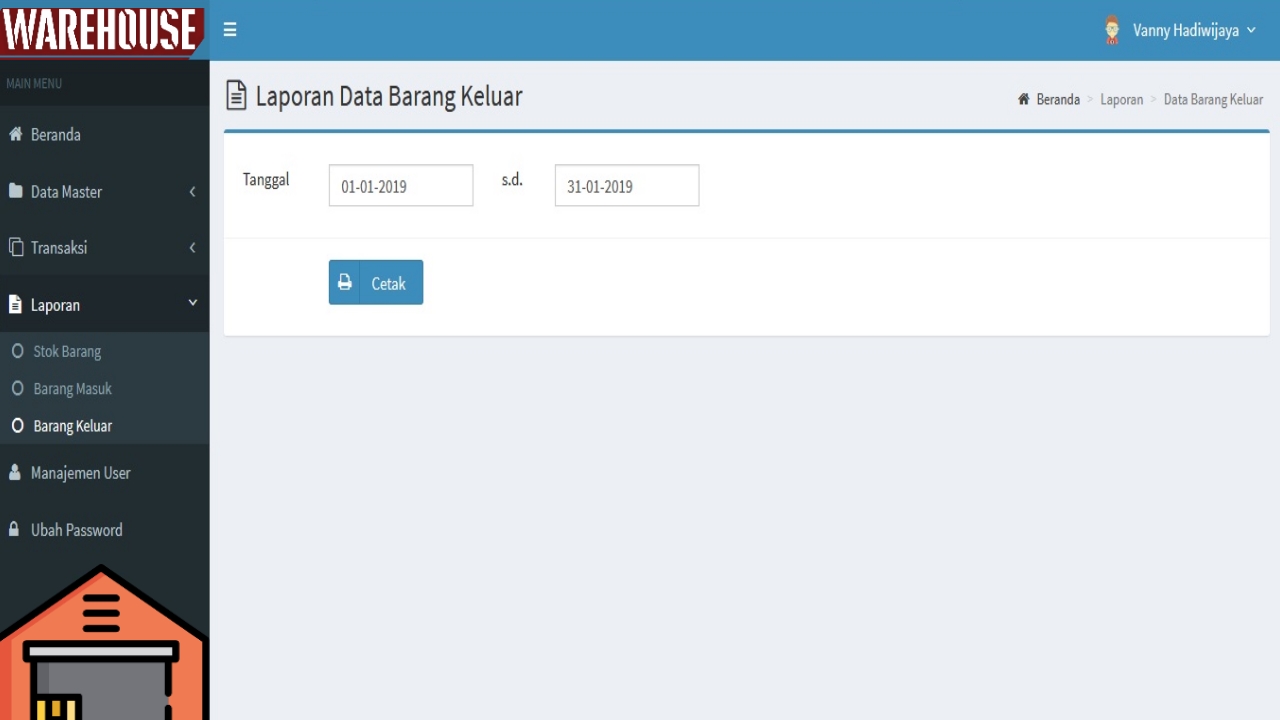 WAREHOUSE
Vanny Hadiwijaya
MAIN MENU
Beranda
Data Master
Transaksi
Laporan
Stok Barang
Barang Masuk
Barang Keluar
Manajemen User
Ubah Password
Laporan Data Barang Keluar
Beranda > Laporan > Data Barang Keluar
Tanggal 01-01-2019 s.d. 31-01-2019
Cetak